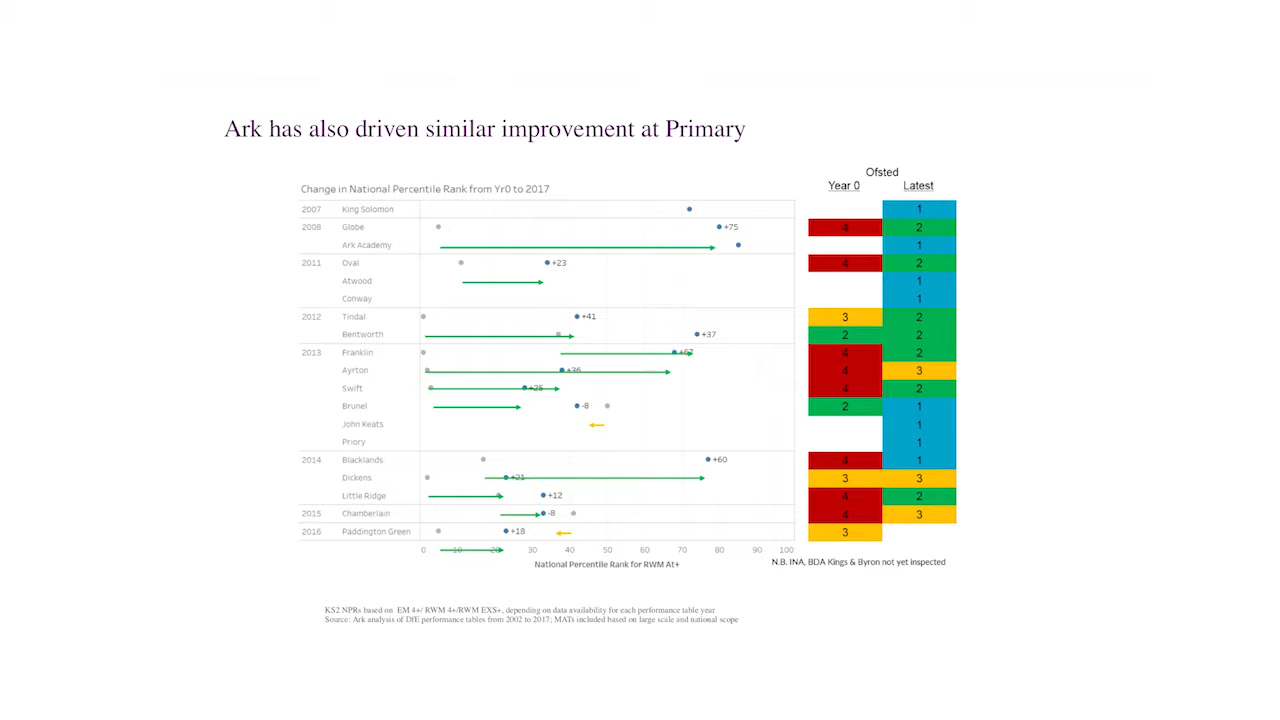 Ark has also driven similar improvement at Primary
Ofsted
Change in National Percentile Rank from Yr0 to 2017
Year 0 Latest
2007 King Solomon 1
2008 Globe +75 4 2
Ark Academy 1
2011 Oval +23 4 2
Atwood 1
Conway 1
2012 Tindal +41 3 2
Bentworth +37 2 2
2013 Franklin +67 4 2
Ayrton +36 4 3
Swift +25 4 2
Brunel -8 2 1
John Keats 1
Priory 1
2014 Blacklands +60 4 1
Dickens +21 3 3
Little Ridge +12 4 2
2015 Chamberlain -8 4 3
2016 Paddington Green +18 3
0 10 20 30 40 50 60 70 80 90 100
National Percentile Rank for RWM At+
N.B. INA, BDA Kings & Byron not yet inspected
KS2 NPRs based on EM 4+/ RWM 4+/RWM EXS+, depending on data availability for each performance table year
Source: Ark analysis of DfE performance tables from 2002 to 2017; MATs included based on large scale and national scope